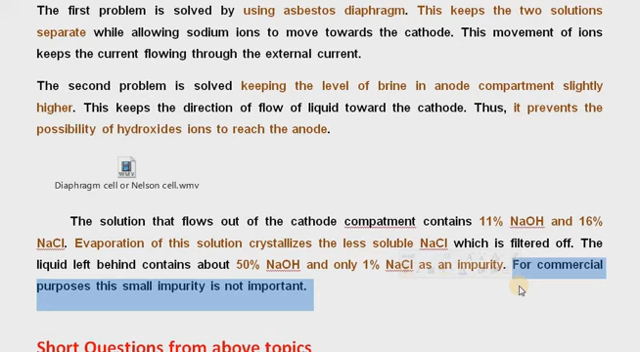 The first problem is solved by using asbestos diaphragm. This keeps the two solutions
separate while allowing sodium ions to move towards the cathode. This movement of ions
keeps the current flowing through the external current.
The second problem is solved keeping the level of brine in anode compartment slightly
higher. This keeps the direction of flow of liquid toward the cathode. Thus, it prevents the
possibility of hydroxides ions to reach the anode.
Diaphragm cell or Nelson cell.wmv
The solution that flows out of the cathode compatment contains 11% NaOH and 16%
NaCl. Evaporation of this solution crystallizes the less soluble NaCl which is filtered off. The
liquid left behind contains about 50% NaOH and only 1% NaCl as an impurity. For commercial
purposes this small impurity is not important.
Short Questions from above topics